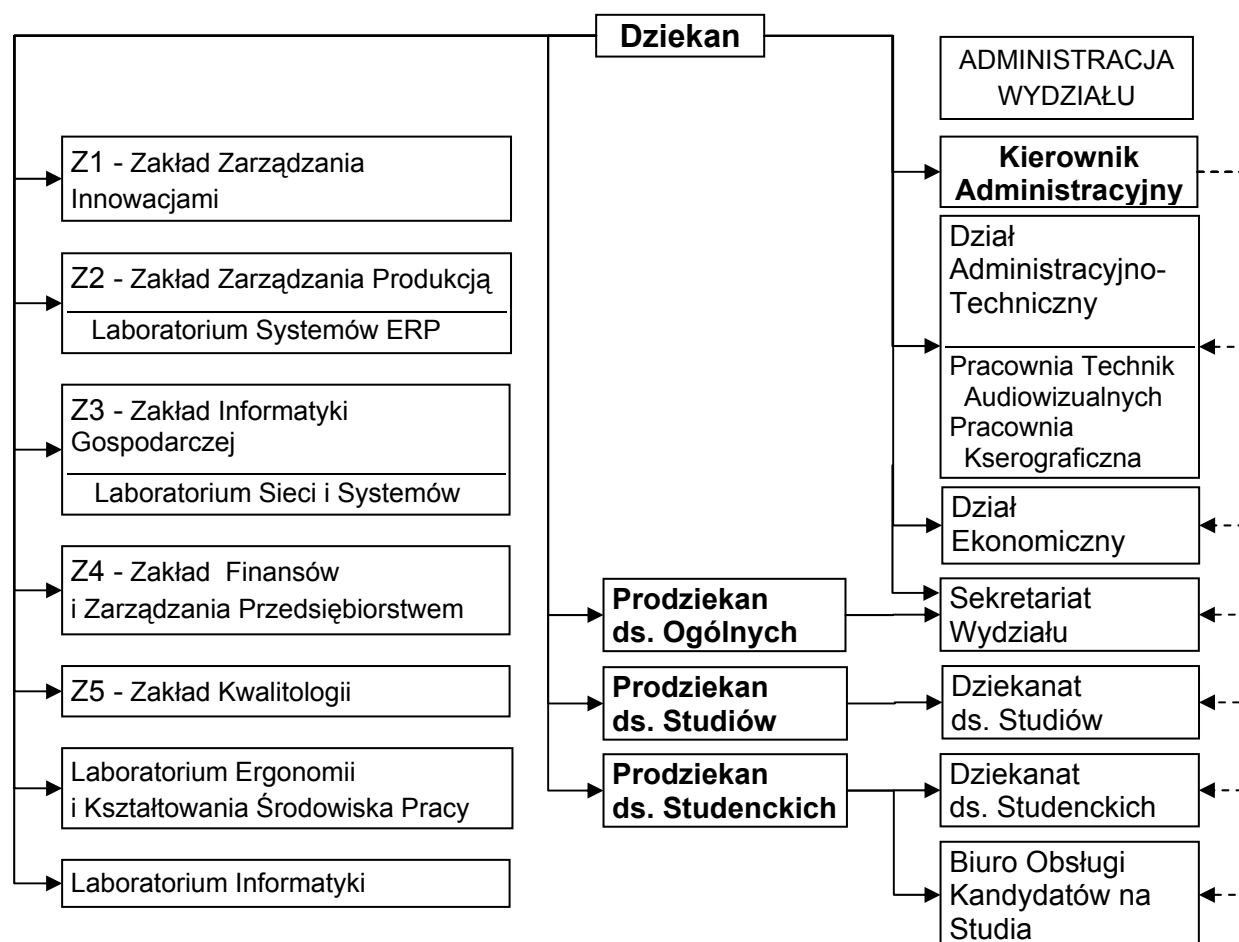 Dziekan
ADMINISTRACJA
WYDZIAŁU
Z1 - Zakład Zarządzania
Innowacjami
Z2 - Zakład Zarządzania Produkcją
Laboratorium Systemów ERP
Z3 - Zakład Informatyki
Gospodarczej
Laboratorium Sieci i Systemów
Z4 - Zakład Finansów
i Zarządzania Przedsiębiorstwem
Z5 - Zakład Kwalitologii
Laboratorium Ergonomii
i Kształtowania Środowiska Pracy
Laboratorium Informatyki
Prodziekan
ds. Ogólnych
Prodziekan
ds. Studiów
Prodziekan
ds. Studenckich
Kierownik
Administracyjny
Dział
Administracyjno-
Techniczny
Pracownia Technik
Audiowizualnych
Pracownia
Kserograficzna
Dział
Ekonomiczny
Sekretariat
Wydziału
Dziekanat
ds. Studiów
Dziekanat
ds. Studenckich
Biuro Obsługi
Kandydatów na
Studia